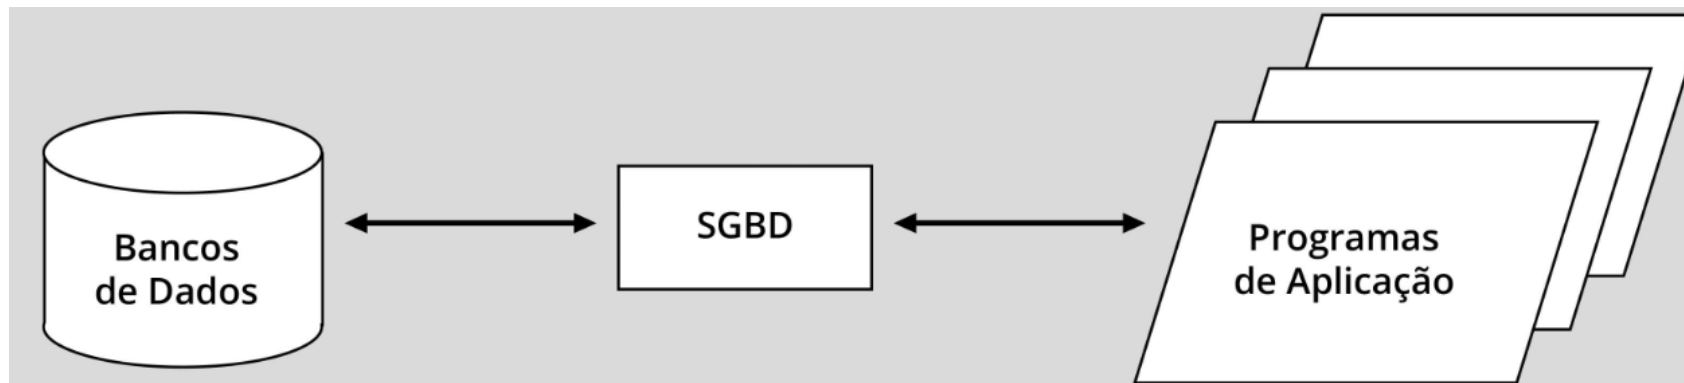 Bancos
de Dados
SGBD
Programas
de Aplicação